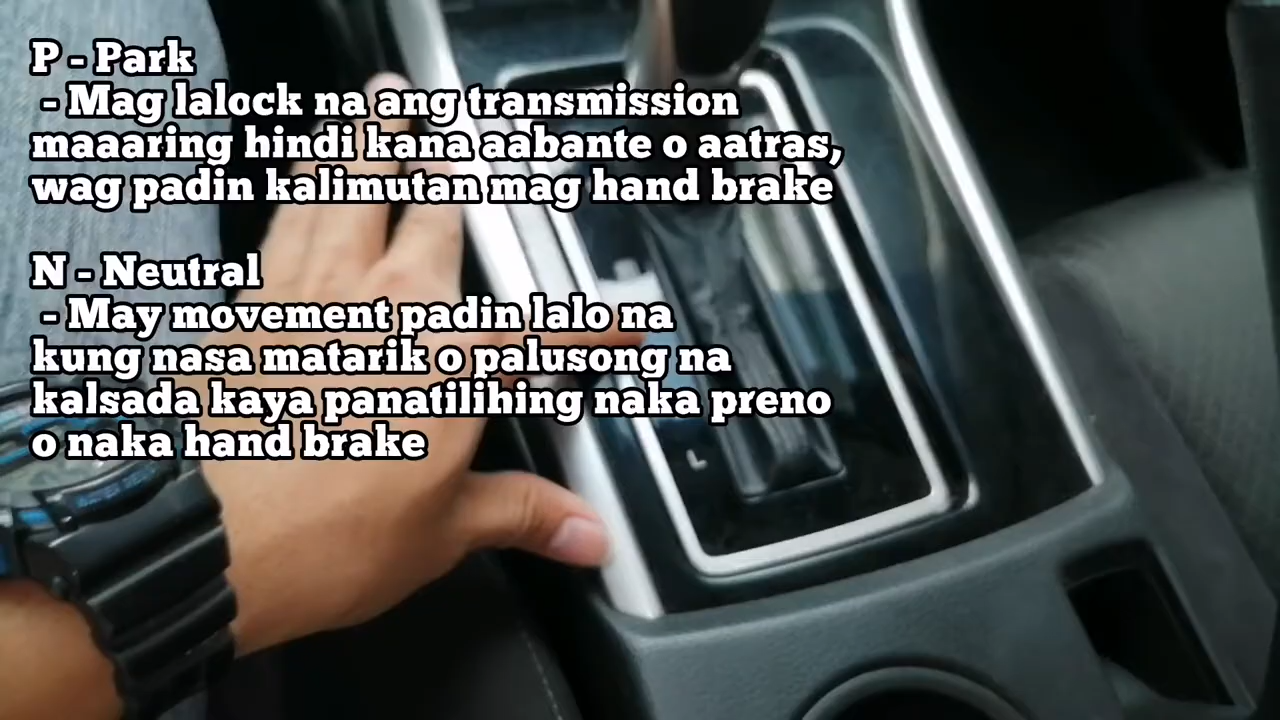 P - Park
- Mag lalock na ang transmission
maaaring hindi kana aabante o aatras,
wag padin kalimutan mag hand brake
N - Neutral
- May movement padin lalo na
kung nasa matarik o palusong na
kalsada kaya panatilihing naka preno
o naka hand brake
L